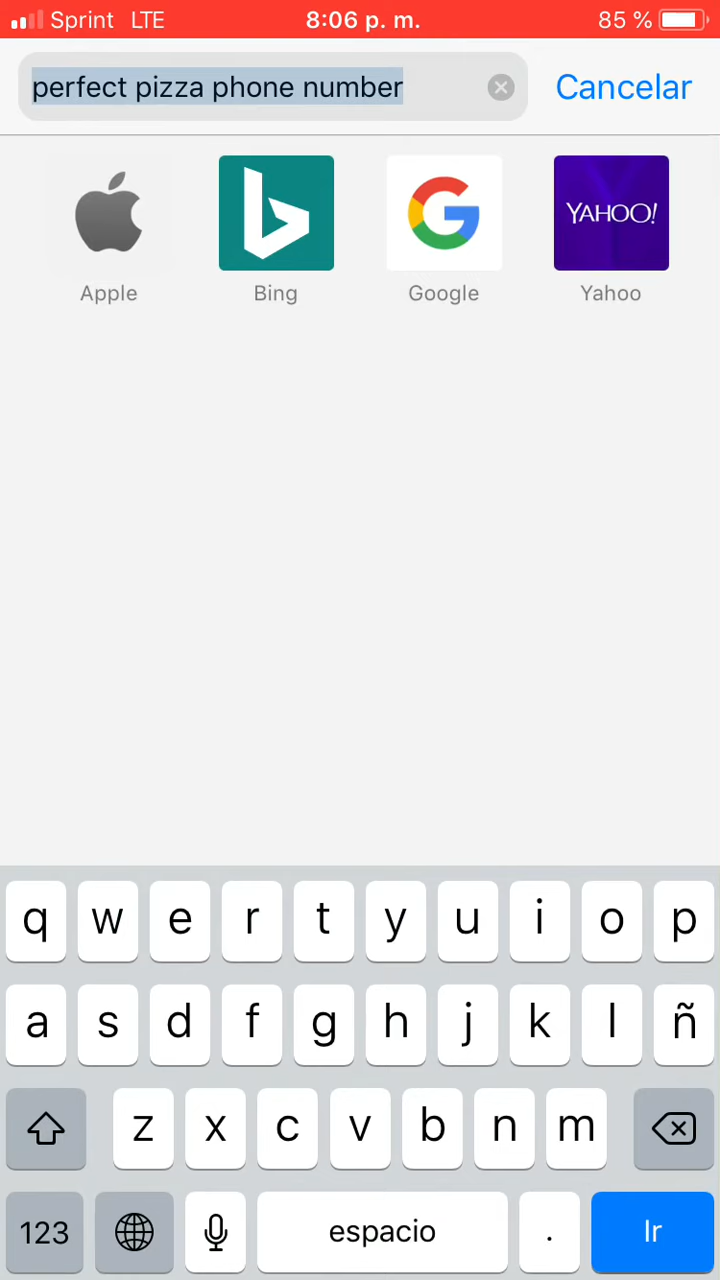 Sprint LTE 8:06 p. m. 85 %
perfect pizza phone number Cancelar
YAHOO!
Apple Bing Google Yahoo
q w e r t y u i o p
a s d f g h j k l ñ
z x c v b n m
123 espacio . Ir